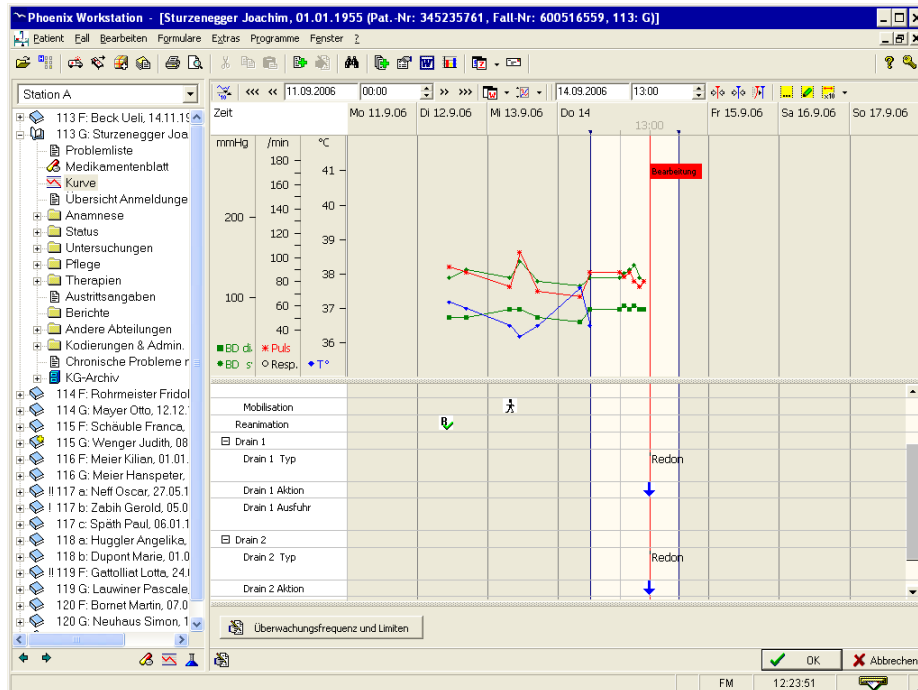 Phoenix Workstation - [Sturzenegger Joachim, 01.01.1955 (Pat.-Nr: 345235761, Fall-Nr: 600516559, 113: G)]
Patient Fall Bearbeiten Formulare Extras Programme Fenster ?
Station A
11.09.2006 00:00 14.09.2006 13:00
Zeit Mo 11.9.06 Di 12.9.06 Mi 13.9.06 Do 14 Fr 15.9.06 Sa 16.9.06 So 17.9.06
13:00
113 F: Beck Ueli, 14.11.19
113 G: Sturzenegger Joa
Problemliste
Medikamentenblatt
Kurve
Übersicht Anmeldunge
Anamnese
Status
Untersuchungen
Pflege
Therapien
Austrittsangaben
Berichte
Andere Abteilungen
Kodierungen & Admin.
Chronische Probleme r
KG-Archiv
114 F: Rohrmeister Fridol
114 G: Mayer Otto, 12.12.
115 F: Schäuble Franca,
115 G: Wenger Judith, 08
116 F: Meier Kilian, 01.01.
116 G: Meier Hanspeter,
!! 117 a: Neff Oscar, 27.05.1
! 117 b: Zabih Gerold, 05.0
117 c: Späth Paul, 06.01.1
118 a: Huggler Angelika,
118 b: Dupont Marie, 01.0
!! 119 F: Gattolliat Lotta, 24.
119 G: Lauwiner Pascale,
120 F: Bornet Martin, 07.0
120 G: Neuhaus Simon, 1
mmHg /min °C
180
41
Bearbeitung
160
140
40
200
120
39
100
80
38
100
60
37
40
36
BD di Puls
BD s Resp. T°
Mobilisation
Reanimation
R
Drain 1
Drain 1 Typ Redon
Drain 1 Aktion
Drain 1 Ausfuhr
Drain 2
Drain 2 Typ Redon
Drain 2 Aktion
Überwachungsfrequenz und Limiten
OK Abbrechen
FM 12:23:51